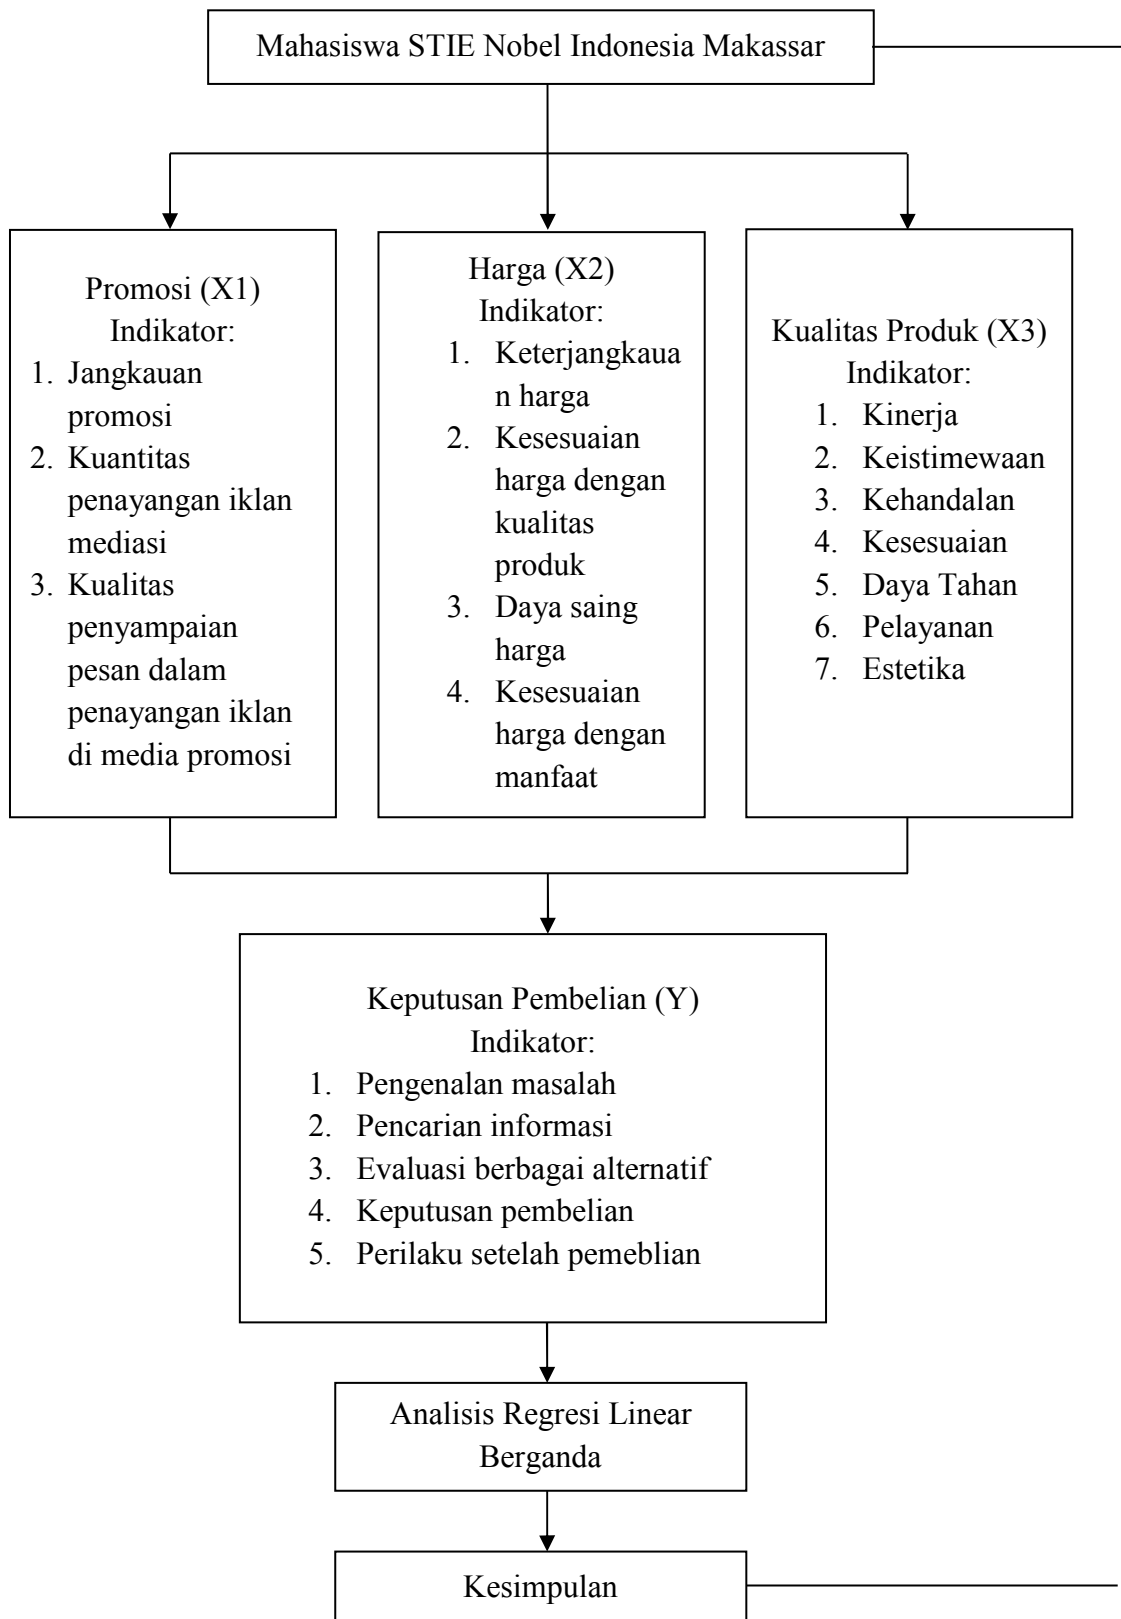 Mahasiswa STIE Nobel Indonesia Makassar
Promosi (X1)
Indikator:
1. Jangkauan
promosi
2. Kuantitas
penayangan iklan
mediasi
3. Kualitas
penyampaian
pesan dalam
penayangan iklan
di media promosi
Harga (X2)
Indikator:
1. Keterjangkaua
n harga
2. Kesesuaian
harga dengan
kualitas
produk
3. Daya saing
harga
4. Kesesuaian
harga dengan
manfaat
Kualitas Produk (X3)
Indikator:
1. Kinerja
2. Keistimewaan
3. Kehandalan
4. Kesesuaian
5. Daya Tahan
6. Pelayanan
7. Estetika
Keputusan Pembelian (Y)
Indikator:
1. Pengenalan masalah
2. Pencarian informasi
3. Evaluasi berbagai alternatif
4. Keputusan pembelian
5. Perilaku setelah pemeblian
Analisis Regresi Linear
Berganda
Kesimpulan